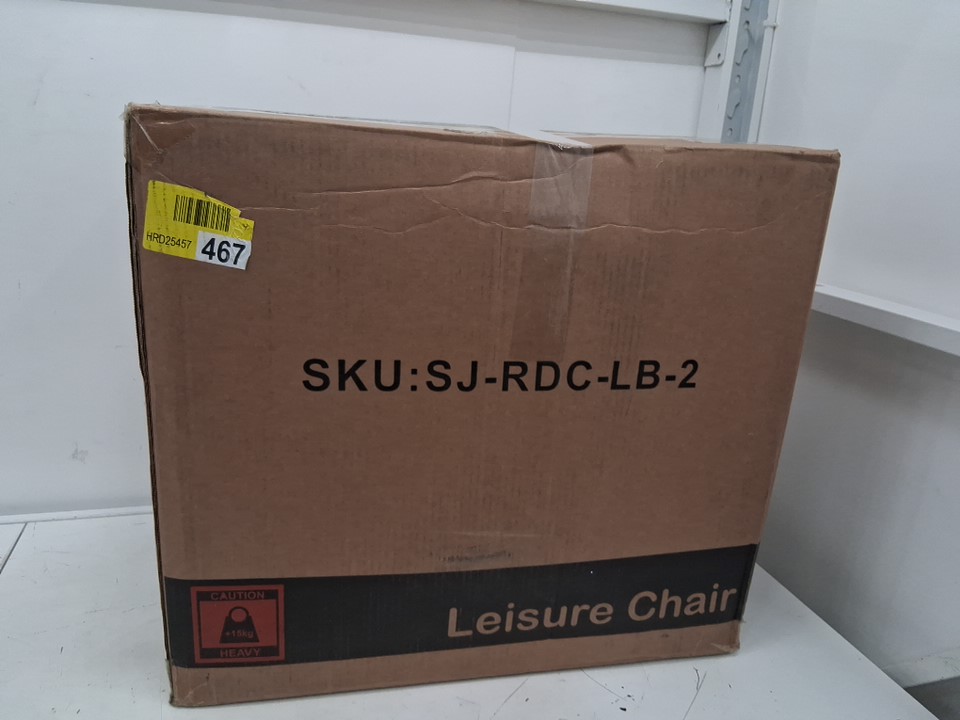 HRD25457
467
SKU:SJ-RDC-LB-2
CAUTION
+15kg
HEAVY
Leisure Chair